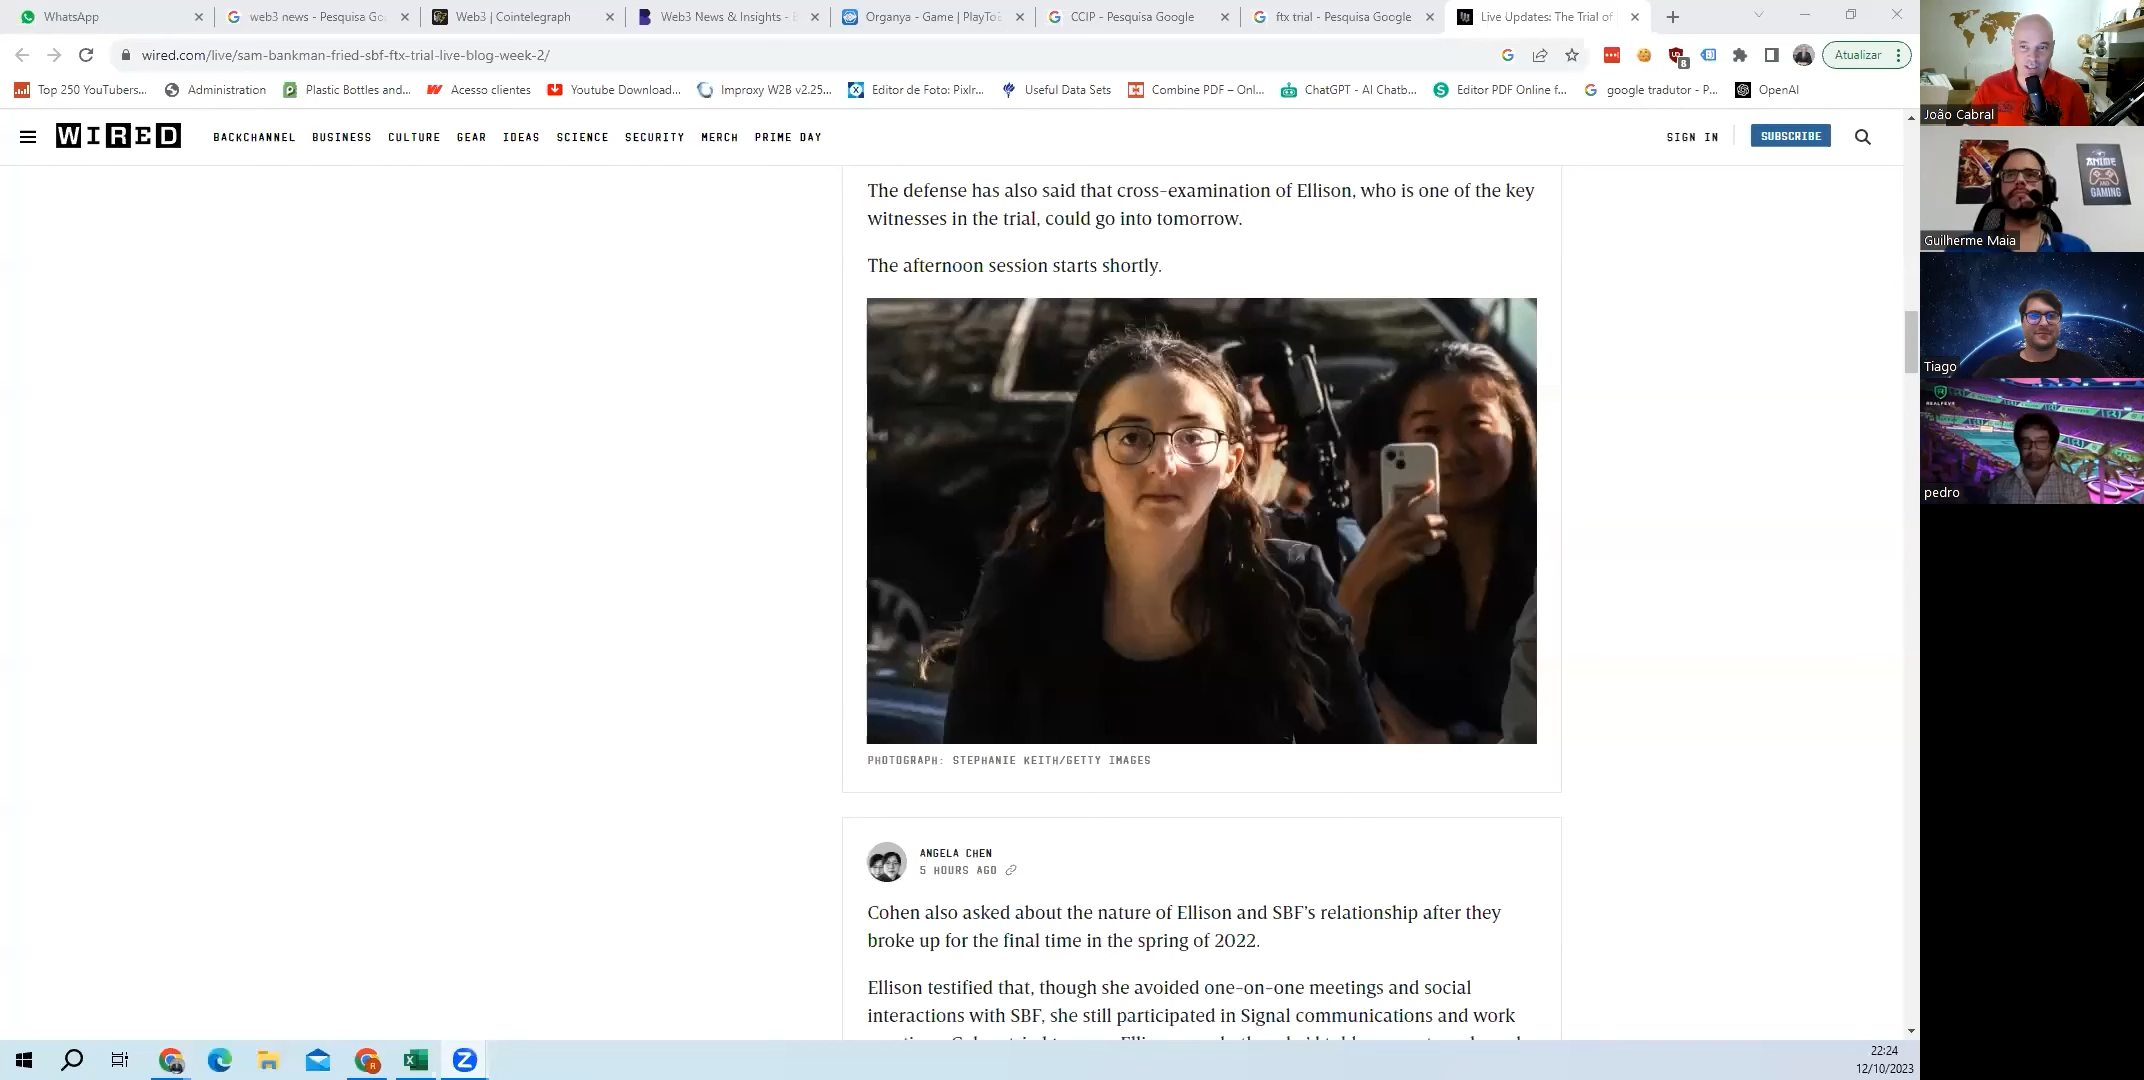 WhatsApp
web3 news - Pesquisa Go
Web3 | Cointelegraph
Web3 News & Insights -
Organya - Game | PlayTo
CCIP - Pesquisa Google
ftx trial - Pesquisa Google
Live Updates: The Trial of
wired.com/live/sam-bankman-fried-sbf-ftx-trial-live-blog-week-2/
8
Atualizar
Top 250 YouTubers...
Administration
Plastic Bottles and...
Acesso clientes
Youtube Download...
Improxy W2B v2.25...
Editor de Foto: Pixlr...
Useful Data Sets
Combine PDF – Onl...
ChatGPT - AI Chatb...
Editor PDF Online f...
google tradutor - P...
OpenAI
WIRED
BACKCHANNEL BUSINESS CULTURE GEAR IDEAS SCIENCE SECURITY MERCH PRIME DAY
SIGN IN
SUBSCRIBE
The defense has also said that cross-examination of Ellison, who is one of the key
witnesses in the trial, could go into tomorrow.
The afternoon session starts shortly.
PHOTOGRAPH: STEPHANIE KEITH/GETTY IMAGES
ANGELA CHEN
5 HOURS AGO
Cohen also asked about the nature of Ellison and SBF's relationship after they
broke up for the final time in the spring of 2022.
Ellison testified that, though she avoided one-on-one meetings and social
interactions with SBF, she still participated in Signal communications and work
João Cabral
ANIME
AND
GAMING
Guilherme Maia
Tiago
REALFEVR
pedro
22:24
12/10/2023